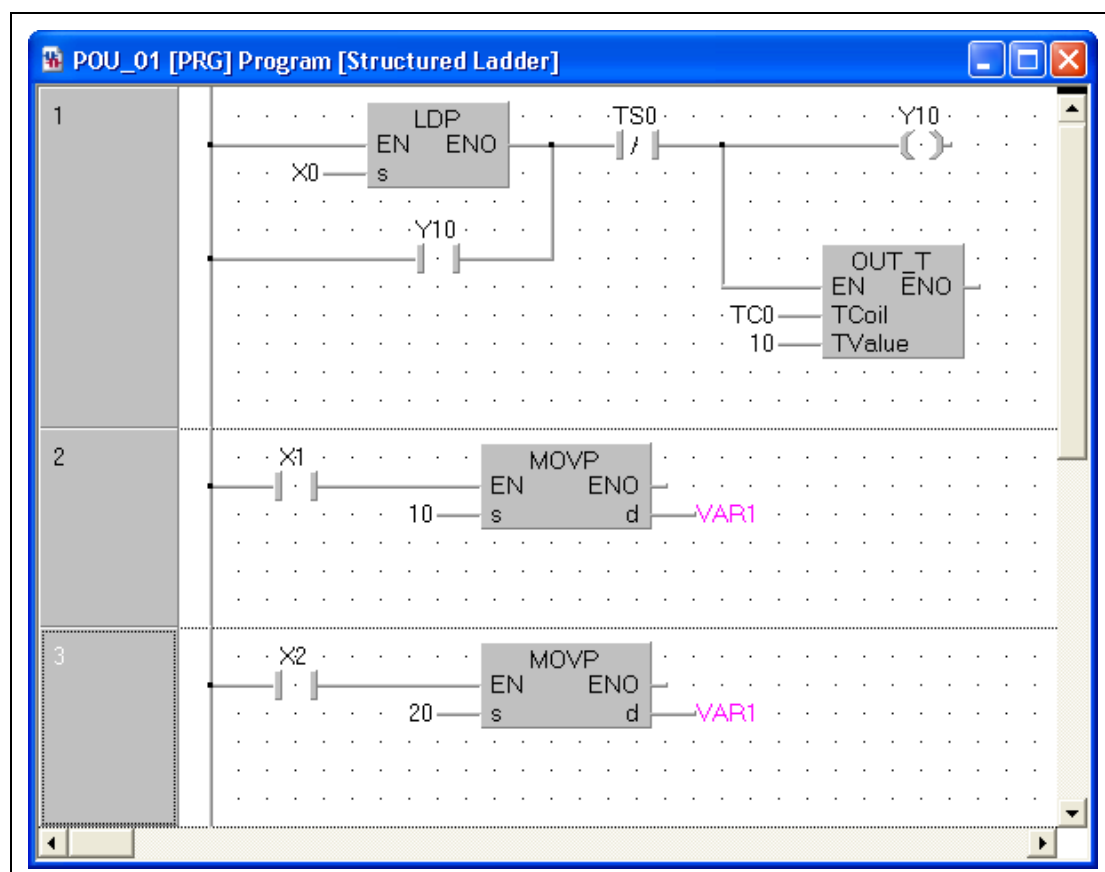 POU_01 [PRG] Program [Structured Ladder]
1
LDP
EN ENO
X0 s
TS0
Y10
Y10
OUT_T
EN ENO
TC0 TCoil
10 TValue
2
X1
MOVP
EN ENO
10 s d VAR1
3
X2
MOVP
EN ENO
20 s d VAR1